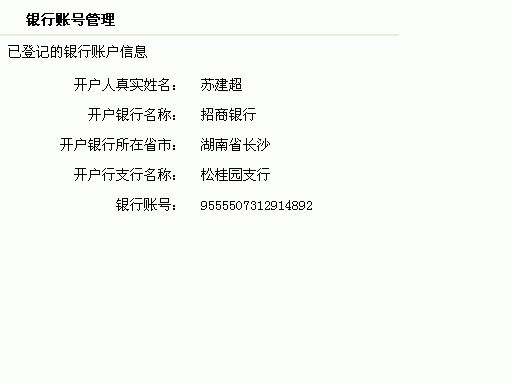 银行账号管理
已登记的银行账户信息
开户人真实姓名： 苏建超
开户银行名称： 招商银行
开户银行所在省市： 湖南省长沙
开户行支行名称： 松桂园支行
银行账号： 9555507312914892